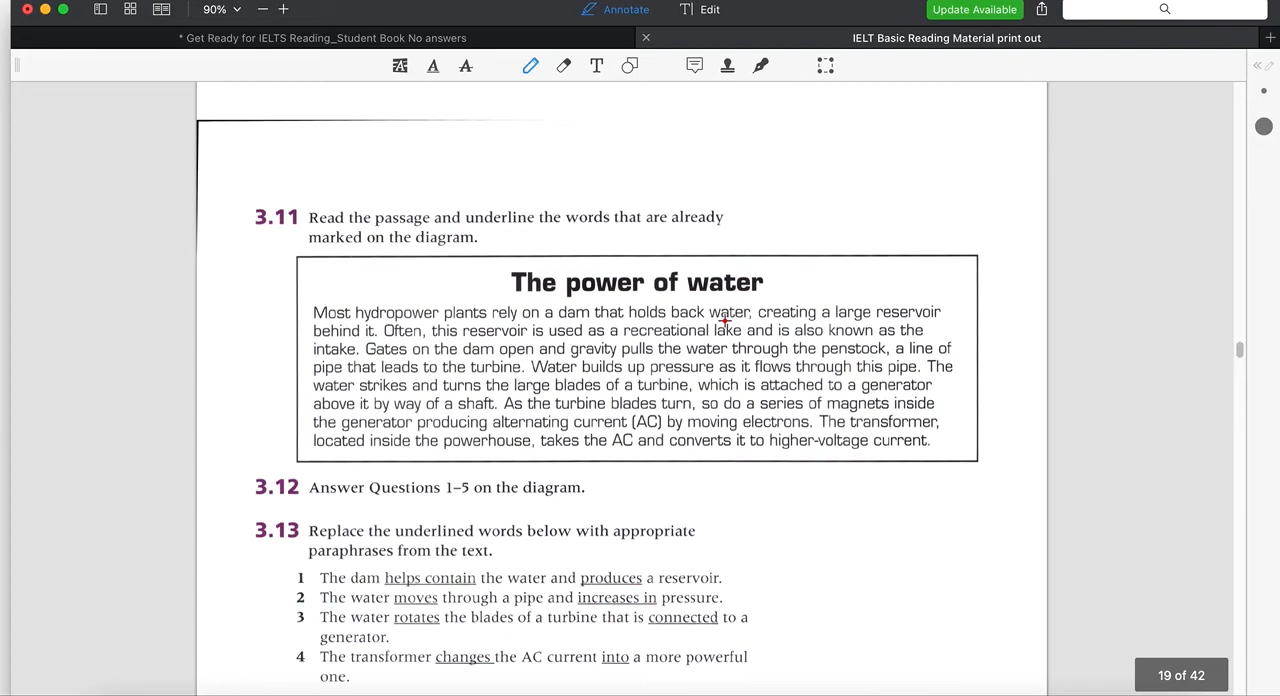 90%
Annotate
Edit
Update Available
* Get Ready for IELTS Reading_Student Book No answers
IELT Basic Reading Material print out
3.11 Read the passage and underline the words that are already
marked on the diagram.
The power of water
Most hydropower plants rely on a dam that holds back water, creating a large reservoir
behind it. Often, this reservoir is used as a recreational lake and is also known as the
intake. Gates on the dam open and gravity pulls the water through the penstock, a line of
pipe that leads to the turbine. Water builds up pressure as it flows through this pipe. The
water strikes and turns the large blades of a turbine, which is attached to a generator
above it by way of a shaft. As the turbine blades turn, so do a series of magnets inside
the generator producing alternating current (AC) by moving electrons. The transformer,
located inside the powerhouse, takes the AC and converts it to higher-voltage current.
3.12 Answer Questions 1–5 on the diagram.
3.13 Replace the underlined words below with appropriate
paraphrases from the text.
1 The dam helps contain the water and produces a reservoir.
2 The water moves through a pipe and increases in pressure.
3 The water rotates the blades of a turbine that is connected to a
generator.
4 The transformer changes the AC current into a more powerful
one.
19 of 42